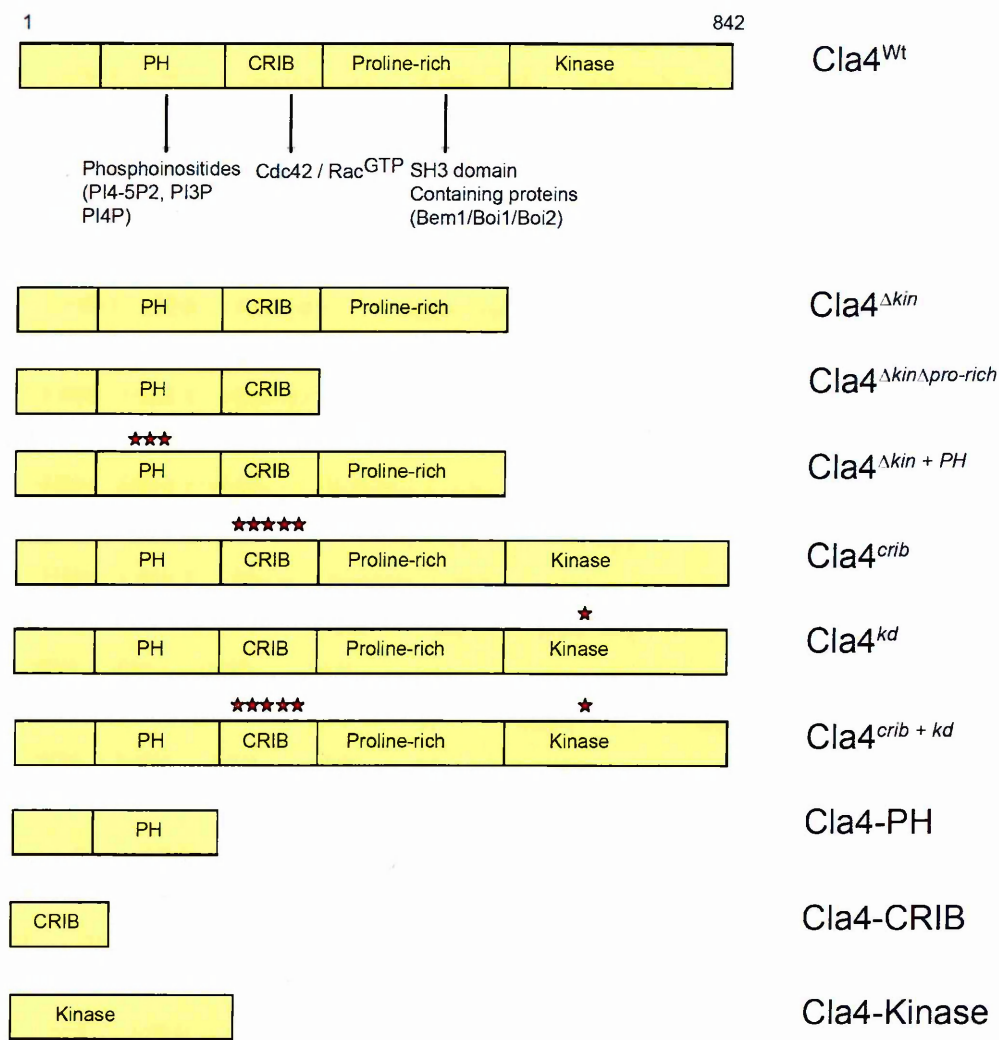 1 842
PH CRIB Proline-rich Kinase Cla4Wt
Phosphoinositides Cdc42 / RacGTP SH3 domain
(PI4-5P2, PI3P Containing proteins
PI4P) (Bem1/Boi1/Boi2)
PH CRIB Proline-rich Cla4Δkin
PH CRIB Cla4ΔkinΔpro-rich
PH CRIB Proline-rich Cla4Δkin + PH
PH CRIB Proline-rich Kinase Cla4crib
PH CRIB Proline-rich Kinase Cla4kd
PH CRIB Proline-rich Kinase Cla4crib + kd
PH Cla4-PH
CRIB Cla4-CRIB
Kinase Cla4-Kinase